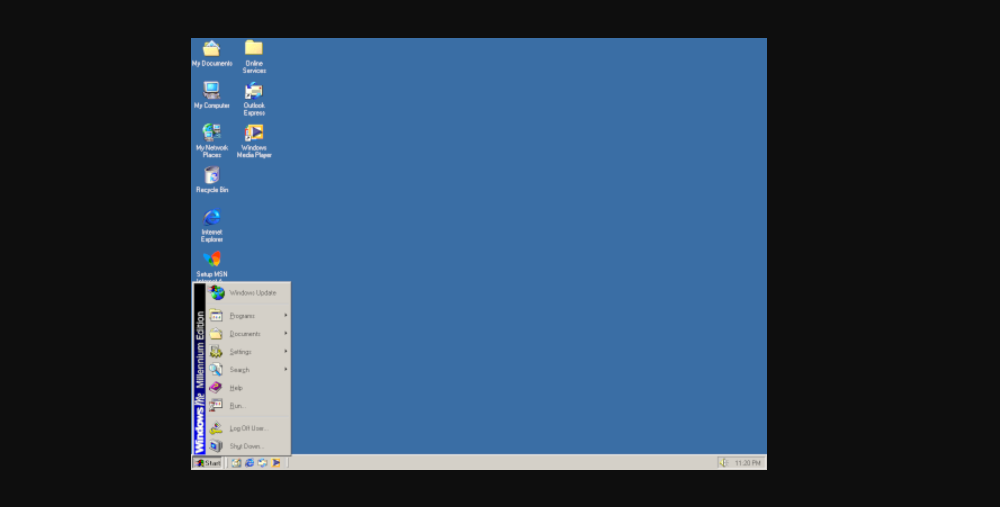 My Documents
Online
Services
My Computer
Outlook
Express
My Network
Places
Windows
Media Player
Recycle Bin
Internet
Explorer
Setup MSN
Windows Update
Programs
Documents
Settings
Search
Help
Run...
Log Off User...
Shut Down...
Windows Me Millennium Edition
Start
11:20 PM